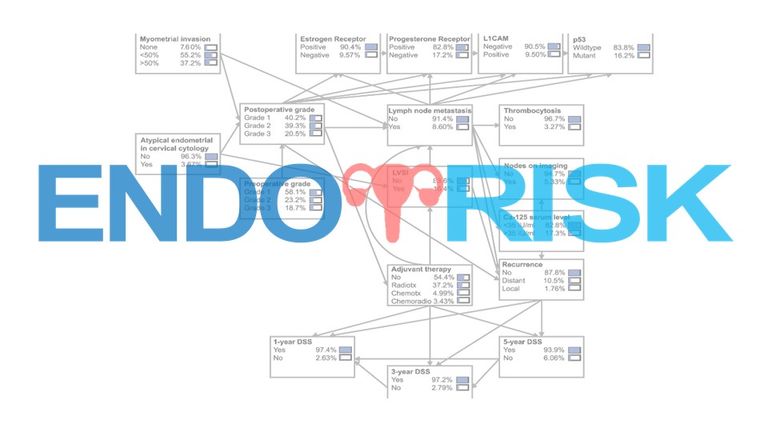 Myometrial invasion
None 7.60%
<50% 55.2%
>50% 37.2%
Estrogen Receptor
Positive 90.4%
Negative 9.57%
Progesterone Receptor
Positive 82.8%
Negative 17.2%
L1CAM
Negative 90.5%
Positive 9.50%
p53
Wildtype 83.8%
Mutant 16.2%
Postoperative grade
Grade 1 40.2%
Grade 2 39.3%
Grade 3 20.5%
Lymph node metastasis
No 91.4%
Yes 8.60%
Thrombocytosis
No 96.7%
Yes 3.27%
Atypical endometrial
in cervical cytology
No 96.3%
Yes
LVSI
No
Yes
Nodes on imaging
No 94.7%
Yes 5.33%
ENDORISK
Preoperative grade
Grade 1 58.1%
Grade 2 23.2%
Grade 3 18.7%
Ca-125 serum level
82.8%
17.3%
Adjuvant therapy
No 54.4%
Radiotx 37.2%
Chemotx 4.99%
Chemoradio 3.43%
Recurrence
No 87.8%
Distant 10.5%
Local 1.76%
1-year DSS
Yes 97.4%
No 2.63%
5-year DSS
Yes 93.9%
No 6.06%
3-year DSS
Yes 97.2%
No 2.79%